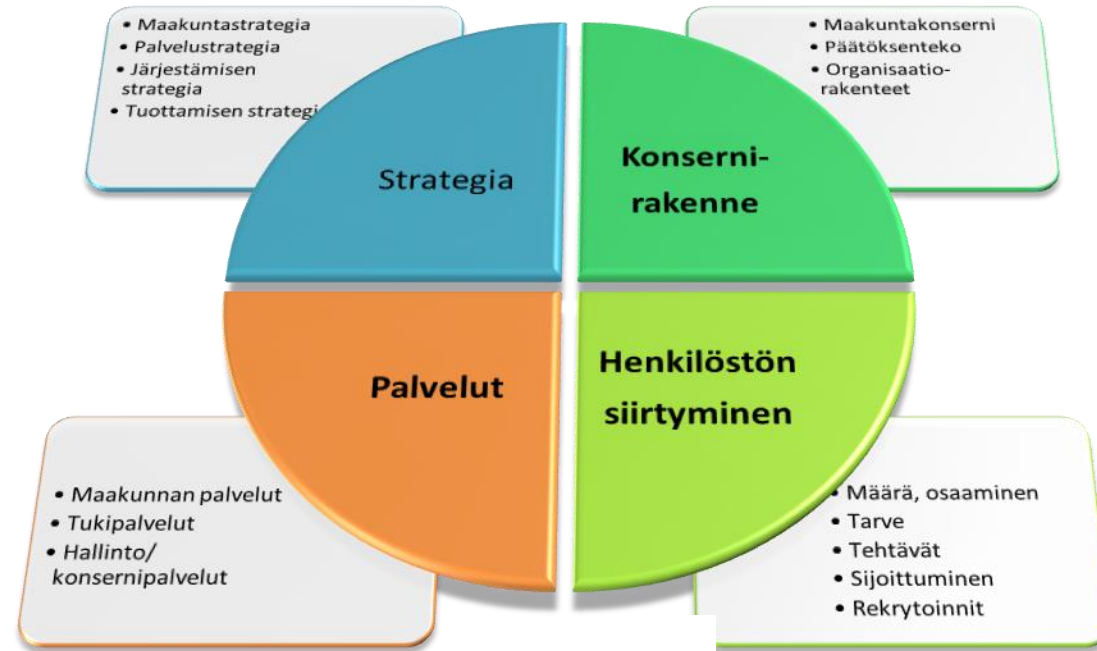 • Maakuntastrategia
• Palvelustrategia
• Järjestämisen
strategia
• Tuottamisen strategi
• Maakuntakonserni
• Päätöksenteko
• Organisaatio-
rakenteet
Strategia
Konserni-
rakenne
Palvelut
Henkilöstön
siirtyminen
• Maakunnan palvelut
• Tukipalvelut
• Hallinto/
konsernipalvelut
• Määrä, osaaminen
• Tarve
• Tehtävät
• Sijoittuminen
• Rekrytoinnit